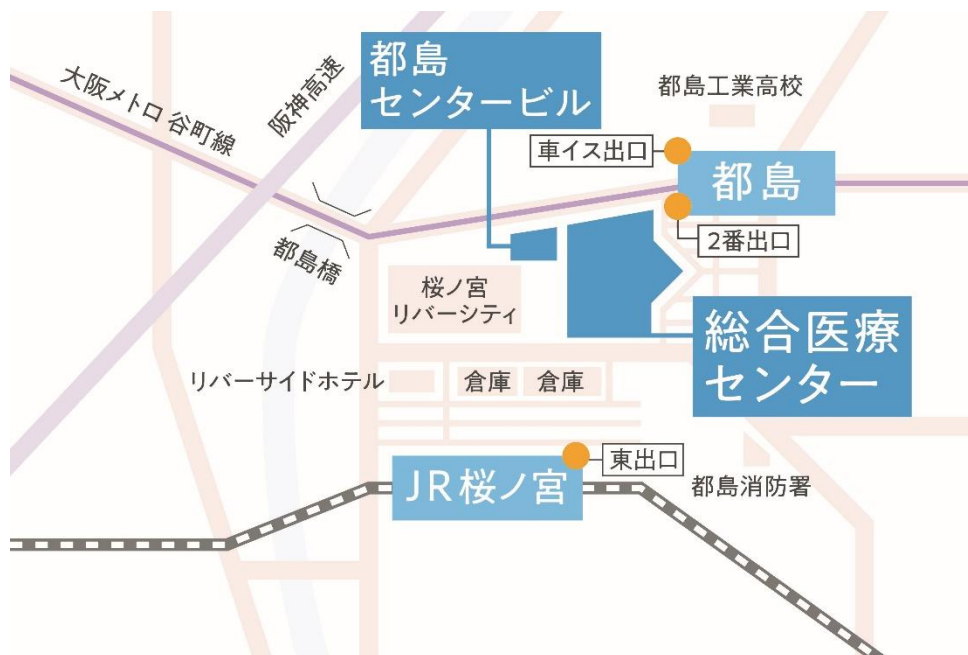 都島
センタービル
大阪メトロ 谷町線
阪神高速
都島工業高校
車イス出口
都島
2番出口
都島橋
桜ノ宮
リバーシティ
総合医療
センター
リバーサイドホテル
倉庫
倉庫
東出口
JR桜ノ宮
都島消防署